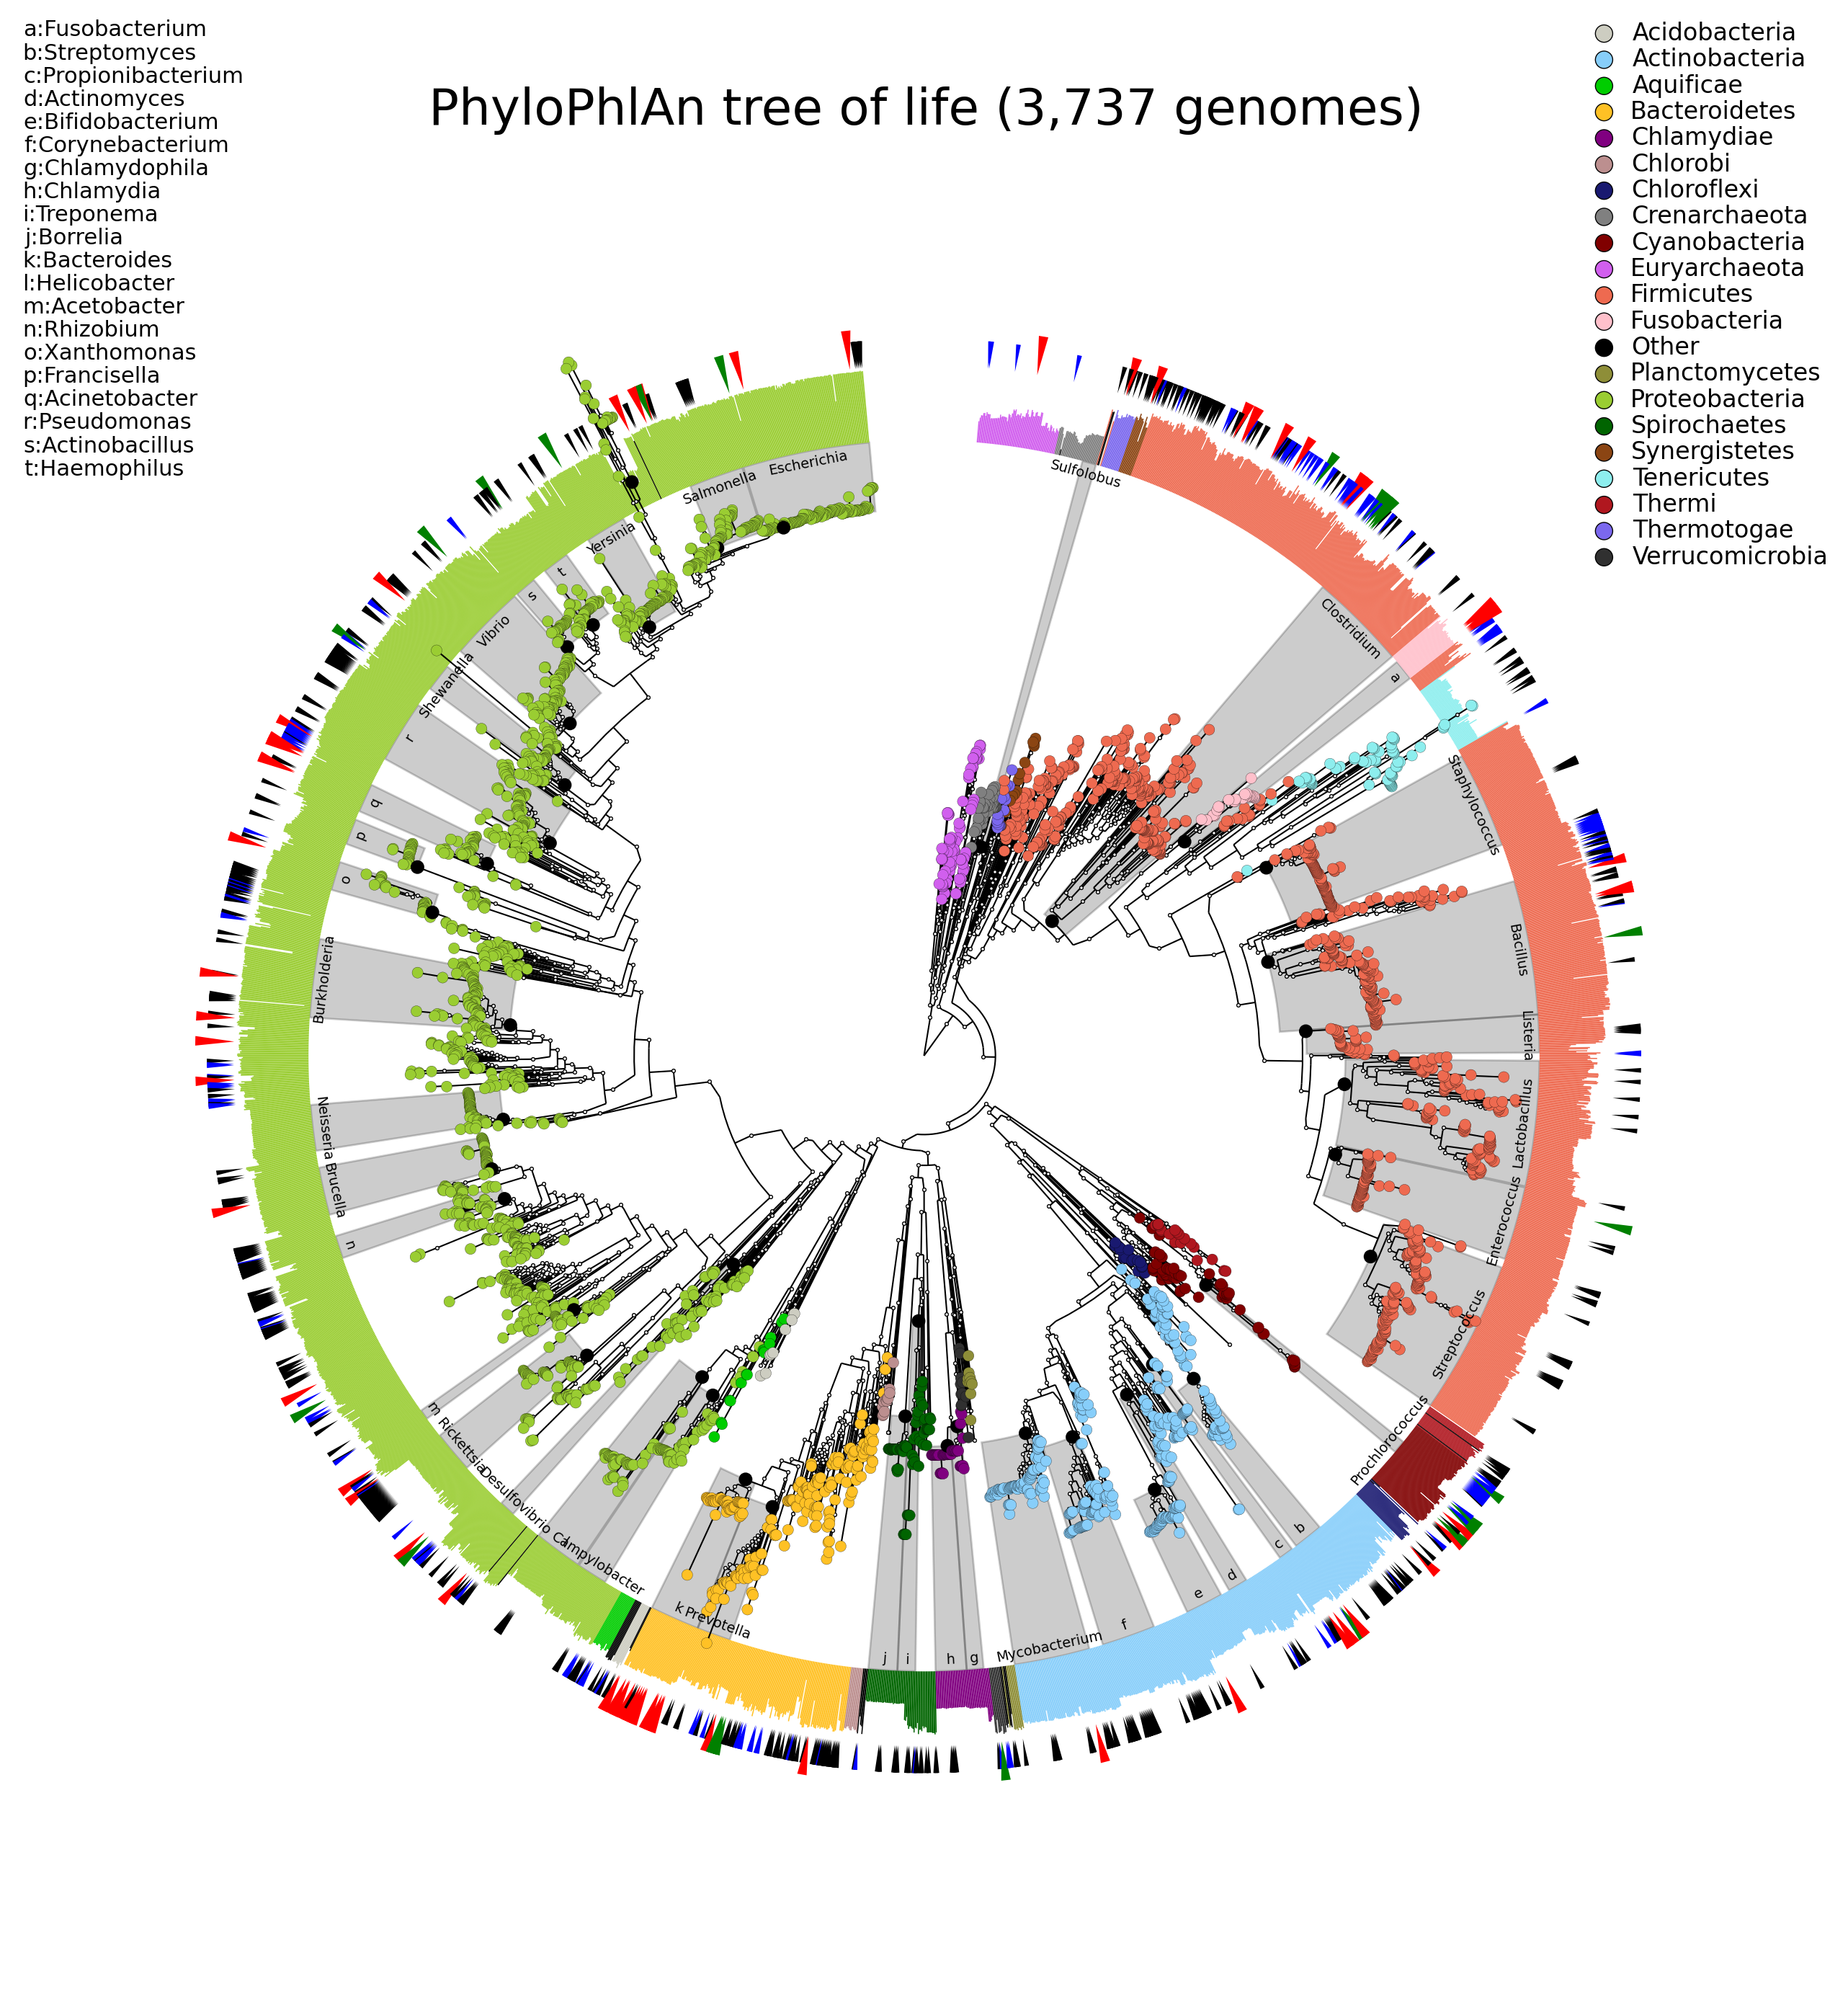 a:Fusobacterium
b:Streptomyces
c:Propionibacterium
d:Actinomyces
e:Bifidobacterium
f:Corynebacterium
g:Chlamydophila
h:Chlamydia
i:Treponema
j:Borrelia
k:Bacteroides
l:Helicobacter
m:Acetobacter
n:Rhizobium
o:Xanthomonas
p:Francisella
q:Acinetobacter
r:Pseudomonas
s:Actinobacillus
t:Haemophilus
PhyloPhlAn tree of life (3,737 genomes)
Acidobacteria
Actinobacteria
Aquificae
Bacteroidetes
Chlamydiae
Chlorobi
Chloroflexi
Crenarchaeota
Cyanobacteria
Euryarchaeota
Firmicutes
Fusobacteria
Other
Planctomycetes
Proteobacteria
Spirochaetes
Synergistetes
Tenericutes
Thermi
Thermotogae
Verrucomicrobia
Sulfolobus
Clostridium
a
Staphylococcus
Bacillus
Listeria
Lactobacillus
Enterococcus
Streptococcus
Prochlorococcus
b
c
d
e
f
Mycobacterium
g
h
i
j
Prevotella
k
Campylobacter
l
Desulfovibrio
Rickettsia
m
n
Brucella
Neisseria
Burkholderia
o
p
q
r
Shewanella
Vibrio
s
t
Yersinia
Salmonella
Escherichia